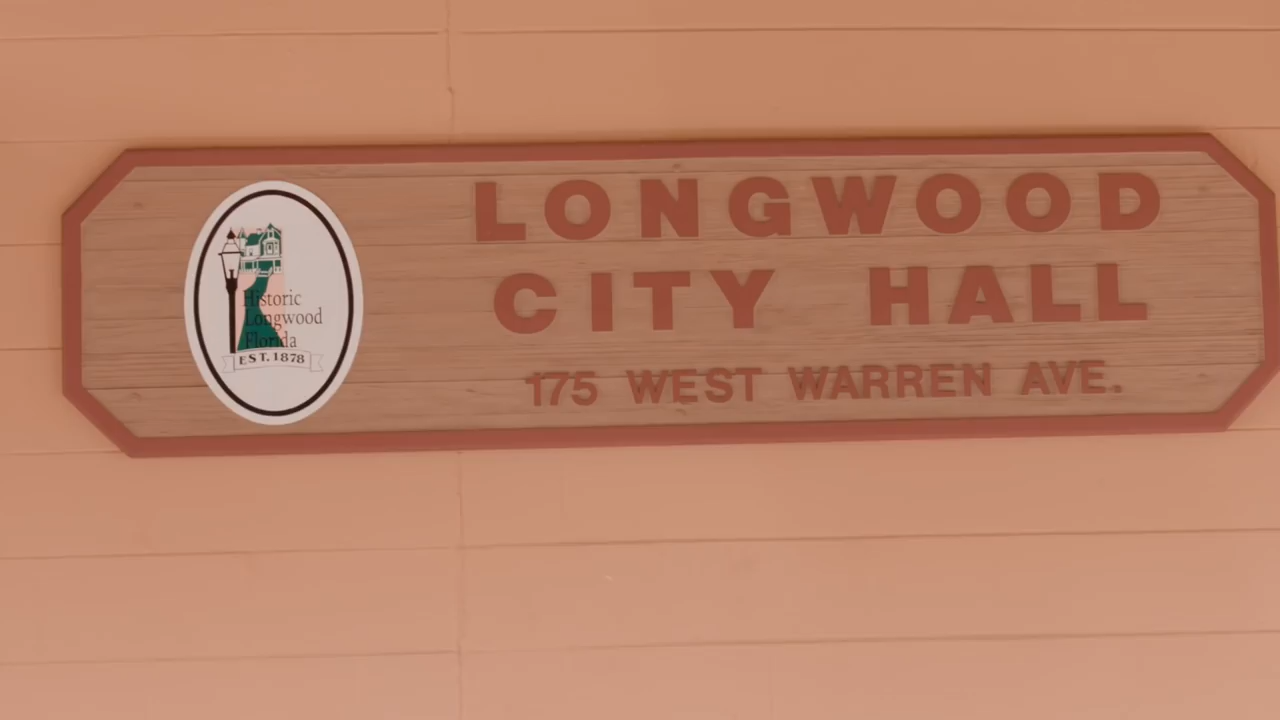 Historic
Longwood
Florida
EST. 1878
LONGWOOD
CITY HALL
175 WEST WARREN AVE.